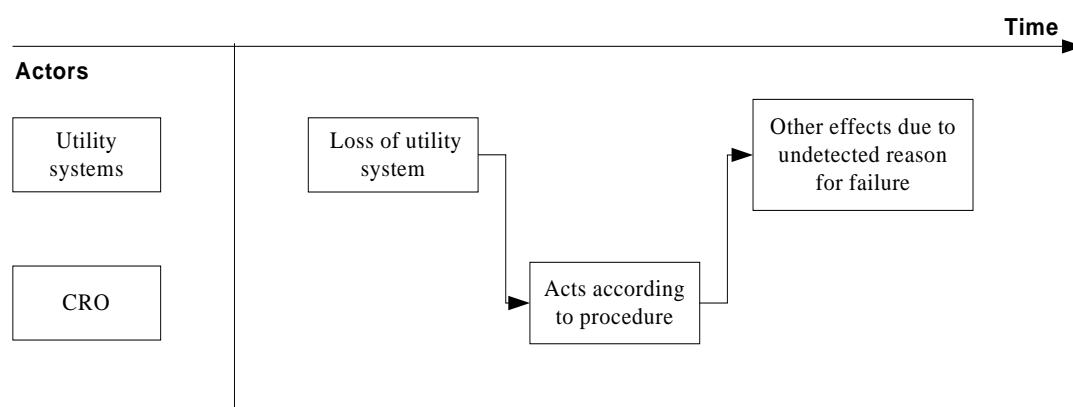 Time
Actors
Utility
systems
Loss of utility
system
Other effects due to
undetected reason
for failure
CRO
Acts according
to procedure